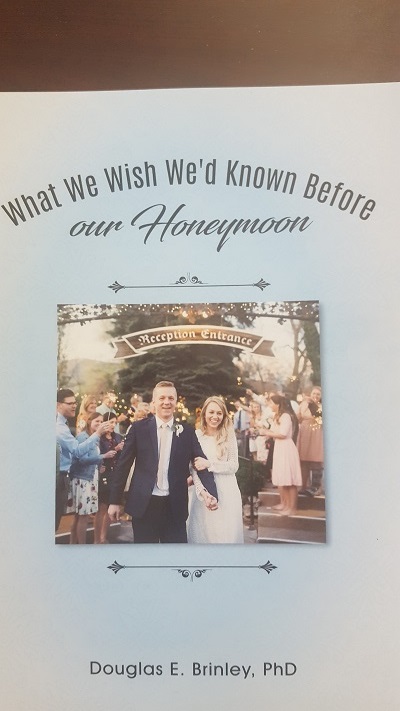 What We Wish We'd Known Before
our Honeymoon
Reception Entrance
Douglas E. Brinley, PhD